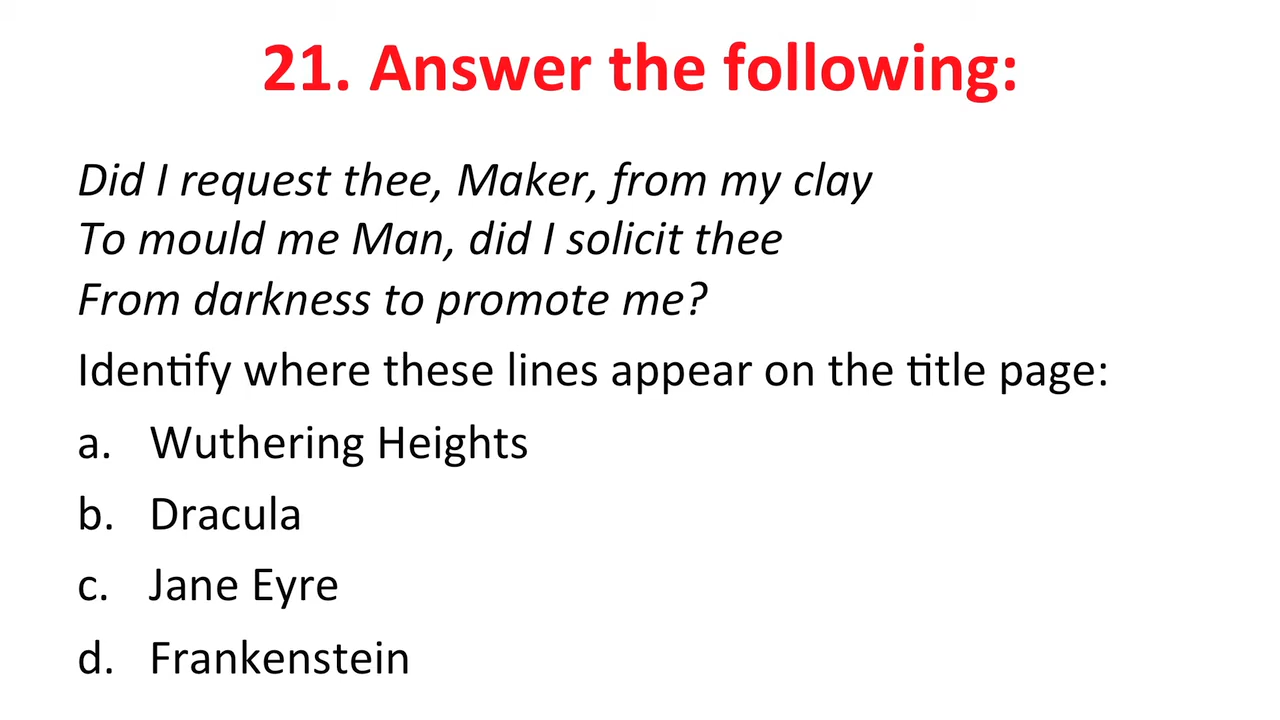 21. Answer the following:
Did I request thee, Maker, from my clay
To mould me Man, did I solicit thee
From darkness to promote me?
Identify where these lines appear on the title page:
a. Wuthering Heights
b. Dracula
c. Jane Eyre
d. Frankenstein